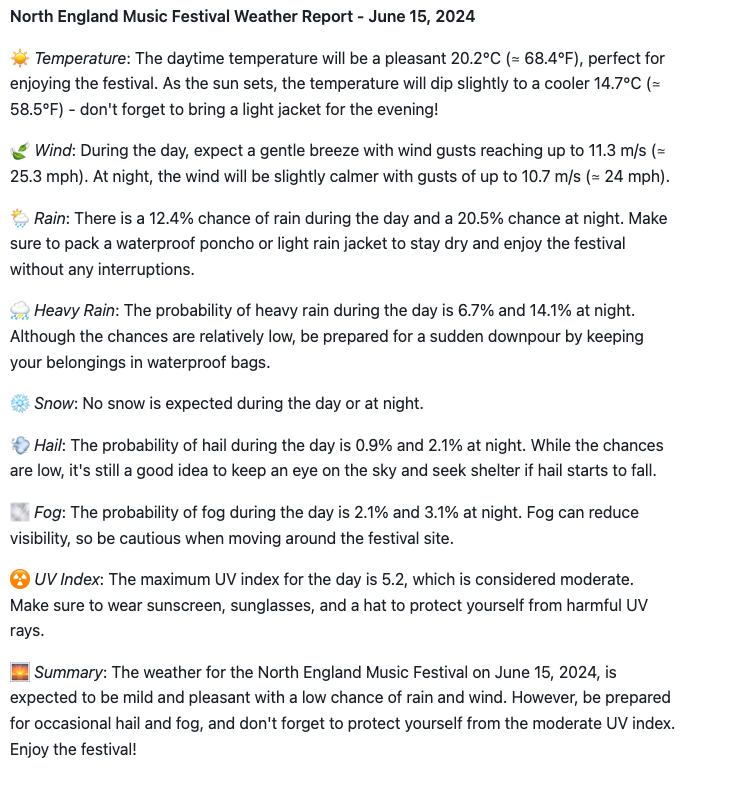 North England Music Festival Weather Report - June 15, 2024
☀️ Temperature: The daytime temperature will be a pleasant 20.2°C (≈ 68.4°F), perfect for
enjoying the festival. As the sun sets, the temperature will dip slightly to a cooler 14.7°C (≈
58.5°F) - don't forget to bring a light jacket for the evening!
🍃 Wind: During the day, expect a gentle breeze with wind gusts reaching up to 11.3 m/s (≈
25.3 mph). At night, the wind will be slightly calmer with gusts of up to 10.7 m/s (≈ 24 mph).
🌦️ Rain: There is a 12.4% chance of rain during the day and a 20.5% chance at night. Make
sure to pack a waterproof poncho or light rain jacket to stay dry and enjoy the festival
without any interruptions.
🌧️ Heavy Rain: The probability of heavy rain during the day is 6.7% and 14.1% at night.
Although the chances are relatively low, be prepared for a sudden downpour by keeping
your belongings in waterproof bags.
❄️ Snow: No snow is expected during the day or at night.
💨 Hail: The probability of hail during the day is 0.9% and 2.1% at night. While the chances
are low, it's still a good idea to keep an eye on the sky and seek shelter if hail starts to fall.
🌫️ Fog: The probability of fog during the day is 2.1% and 3.1% at night. Fog can reduce
visibility, so be cautious when moving around the festival site.
☢️ UV Index: The maximum UV index for the day is 5.2, which is considered moderate.
Make sure to wear sunscreen, sunglasses, and a hat to protect yourself from harmful UV
rays.
🌅 Summary: The weather for the North England Music Festival on June 15, 2024, is
expected to be mild and pleasant with a low chance of rain and wind. However, be prepared
for occasional hail and fog, and don't forget to protect yourself from the moderate UV index.
Enjoy the festival!